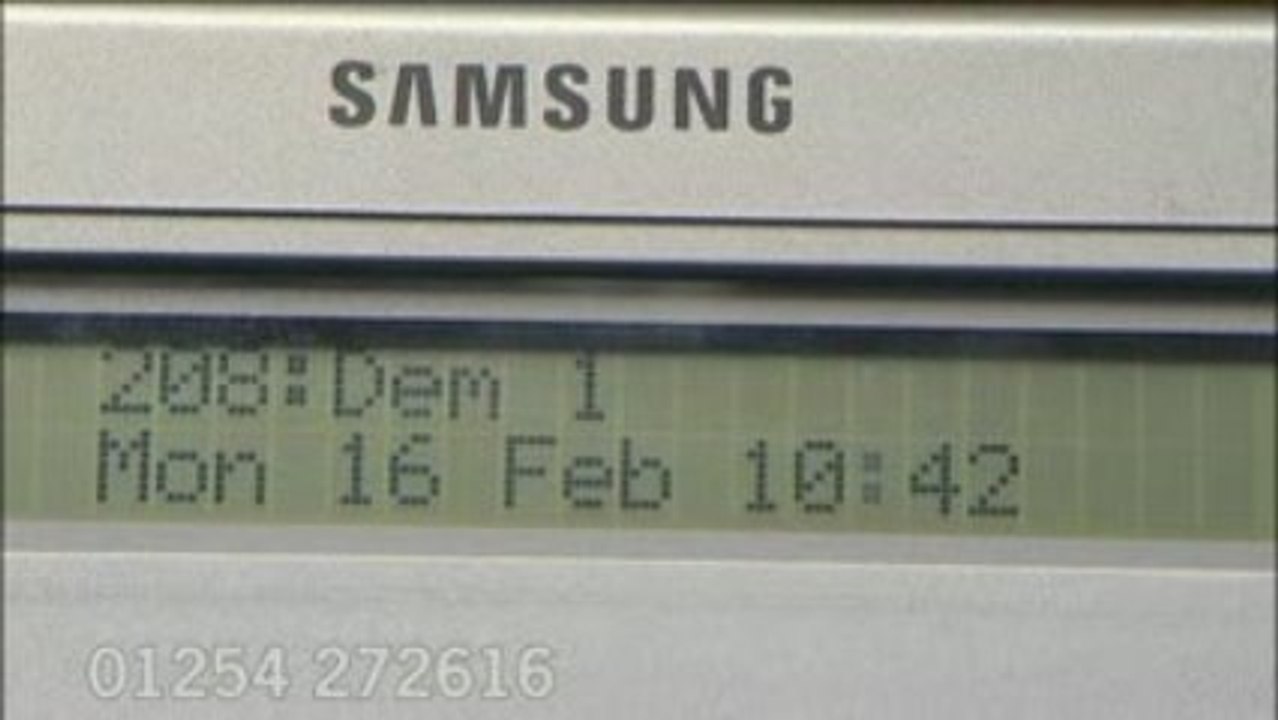 SAMSUNG
208:Dem 1
Mon 16 Feb 10:42
01254 272616